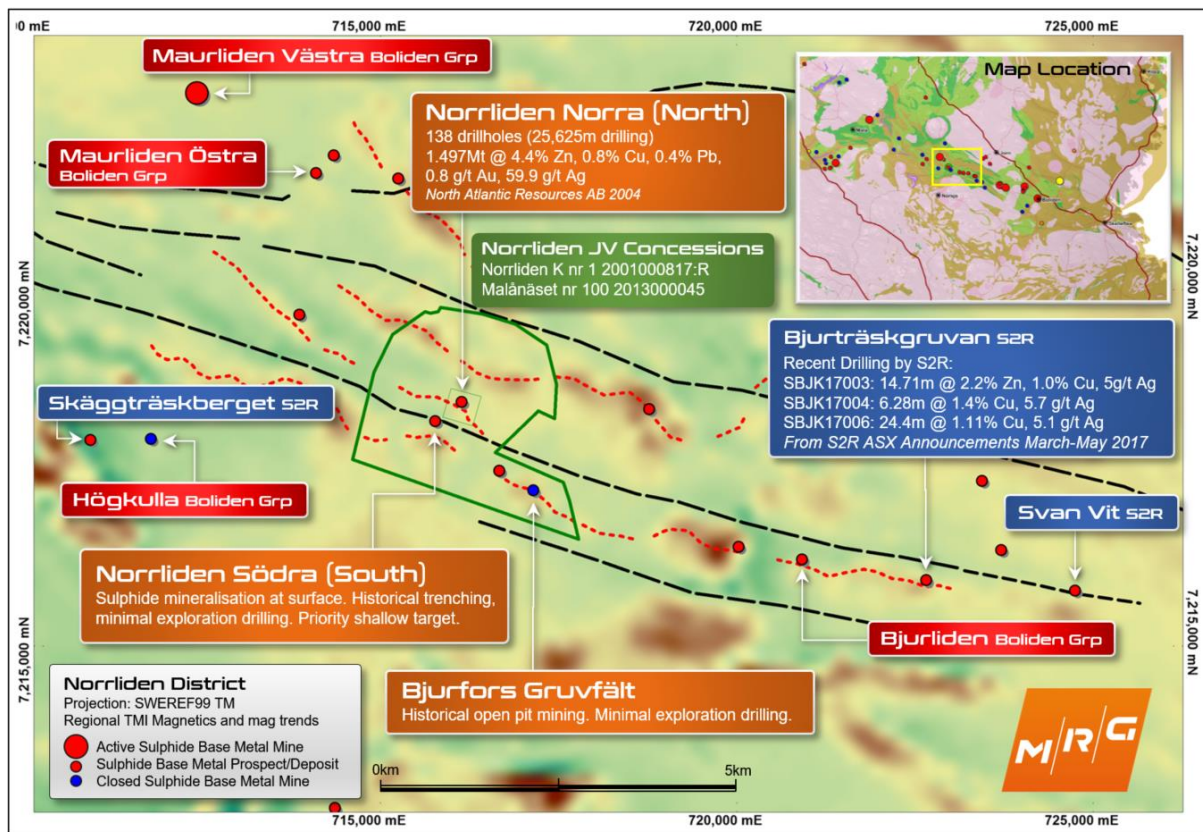 00 mE
715,000 mE
720,000 mE
725,000 mE
Maurliden Västra Boliden Grp
Map Location
Norrliden Norra (North)
138 drillholes (25,625m drilling)
1.497Mt @ 4.4% Zn, 0.8% Cu, 0.4% Pb,
0.8 g/t Au, 59.9 g/t Ag
North Atlantic Resources AB 2004
Maurliden Östra
Boliden Grp
Norrliden JV Concessions
Norrliden K nr 1 2001000817:R
Malånäset nr 100 2013000045
7,220,000 mN
7,220,000 mN
Bjurträskgruvan S2R
Recent Drilling by S2R:
SBJK17003: 14.71m @ 2.2% Zn, 1.0% Cu, 5g/t Ag
SBJK17004: 6.28m @ 1.4% Cu, 5.7 g/t Ag
SBJK17006: 24.4m @ 1.11% Cu, 5.1 g/t Ag
From S2R ASX Announcements March-May 2017
Skäggträskberget S2R
Högkulla Boliden Grp
Svan Vit S2R
Norrliden Södra (South)
Sulphide mineralisation at surface. Historical trenching,
minimal exploration drilling. Priority shallow target.
Bjurliden Boliden Grp
7,215,000 mN
7,215,000 mN
Bjurfors Gruvfält
Historical open pit mining. Minimal exploration drilling.
Norrliden District
Projection: SWEREF99 TM
Regional TMI Magnetics and mag trends
Active Sulphide Base Metal Mine
Sulphide Base Metal Prospect/Deposit
Closed Sulphide Base Metal Mine
0km
5km
M/R/G
715,000 mE
720,000 mE
725,000 mE